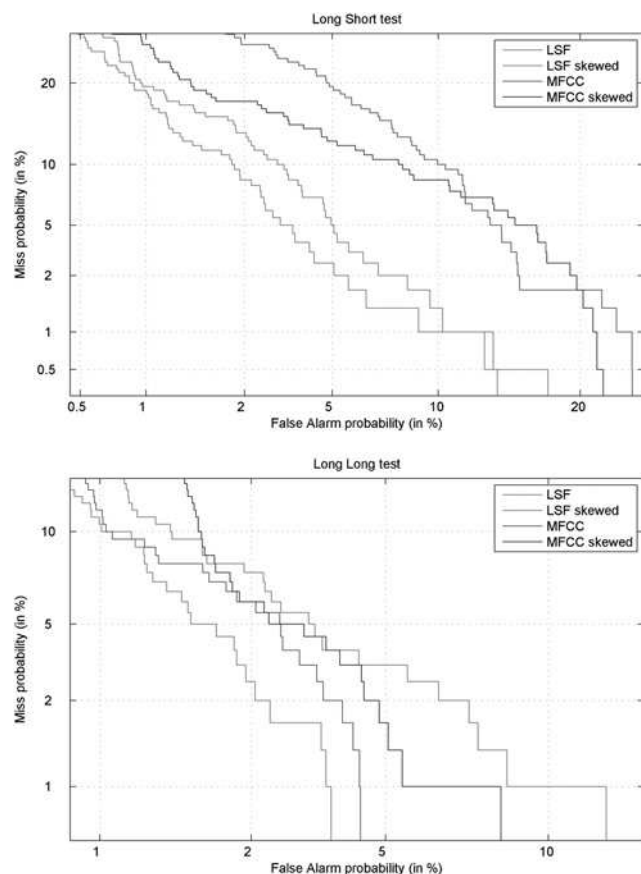 Long Short test
LSF
LSF skewed
MFCC
MFCC skewed
20
10
5
2
1
0.5
Miss probability (in %)
0.5 1 2 5 10 20
False Alarm probability (in %)
Long Long test
LSF
LSF skewed
MFCC
MFCC skewed
10
5
2
1
Miss probability (in %)
1 2 5 10
False Alarm probability (in %)